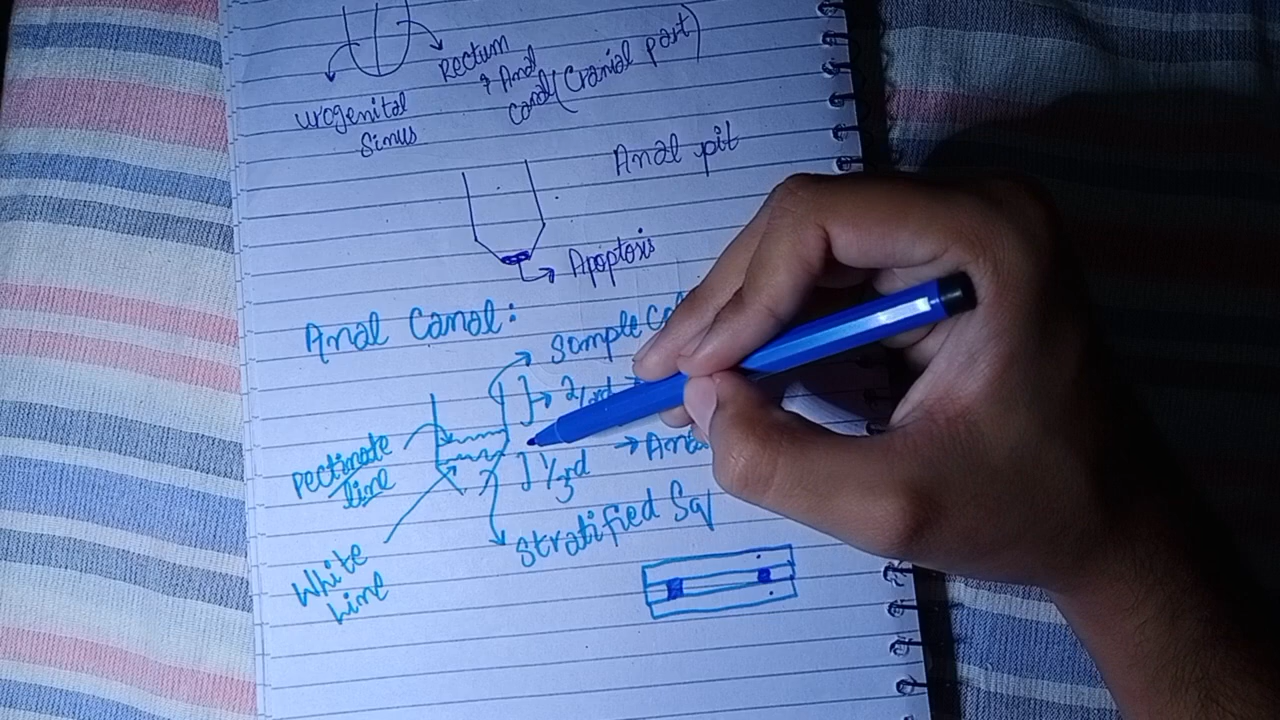 Rectum
& Anal
Canal (Cranial part)
Urogenital
Sinus
Anal pit
Apoptosis
Anal Canal:
Simple
2/3rd
Pectinate
line
1/3rd
White
Line
Stratified Sq